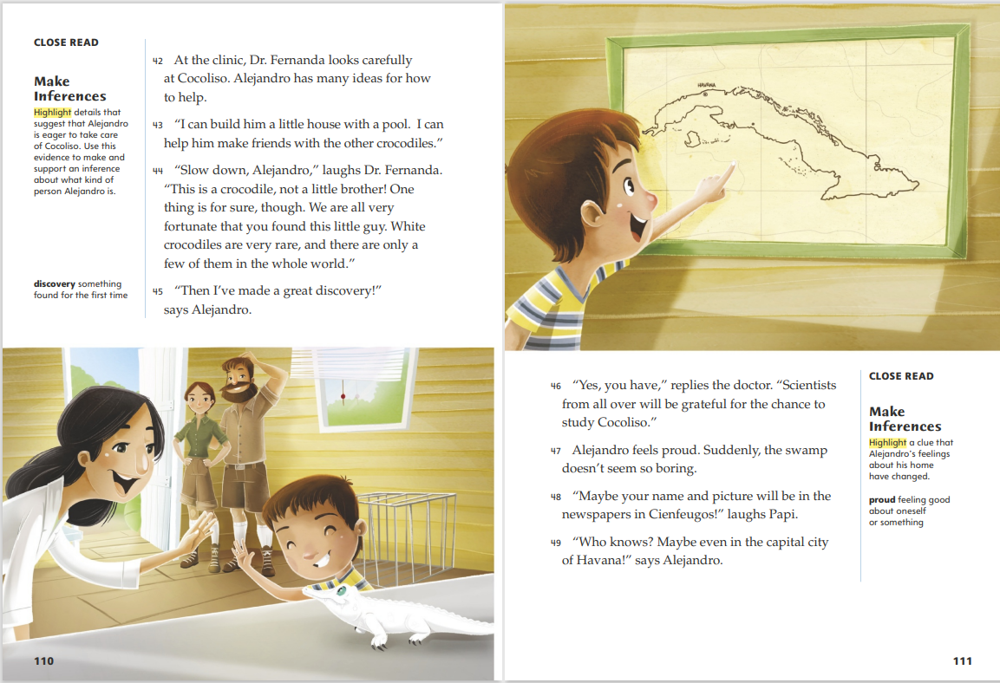 CLOSE READ
Make
Inferences
Highlight details that
suggest that Alejandro
is eager to take care
of Cocoliso. Use this
evidence to make and
support an inference
about what kind of
person Alejandro is.
discovery something
found for the first time
42 At the clinic, Dr. Fernanda looks carefully
at Cocoliso. Alejandro has many ideas for how
to help.
43 “I can build him a little house with a pool. I can
help him make friends with the other crocodiles.”
44 “Slow down, Alejandro,” laughs Dr. Fernanda.
“This is a crocodile, not a little brother! One
thing is for sure, though. We are all very
fortunate that you found this little guy. White
crocodiles are very rare, and there are only a
few of them in the whole world.”
45 “Then I’ve made a great discovery!”
says Alejandro.
110
HAVANA
46 “Yes, you have,” replies the doctor. “Scientists
from all over will be grateful for the chance to
study Cocoliso.”
47 Alejandro feels proud. Suddenly, the swamp
doesn’t seem so boring.
48 “Maybe your name and picture will be in the
newspapers in Cienfeugos!” laughs Papi.
49 “Who knows? Maybe even in the capital city
of Havana!” says Alejandro.
CLOSE READ
Make
Inferences
Highlight a clue that
Alejandro’s feelings
about his home
have changed.
proud feeling good
about oneself
or something
111